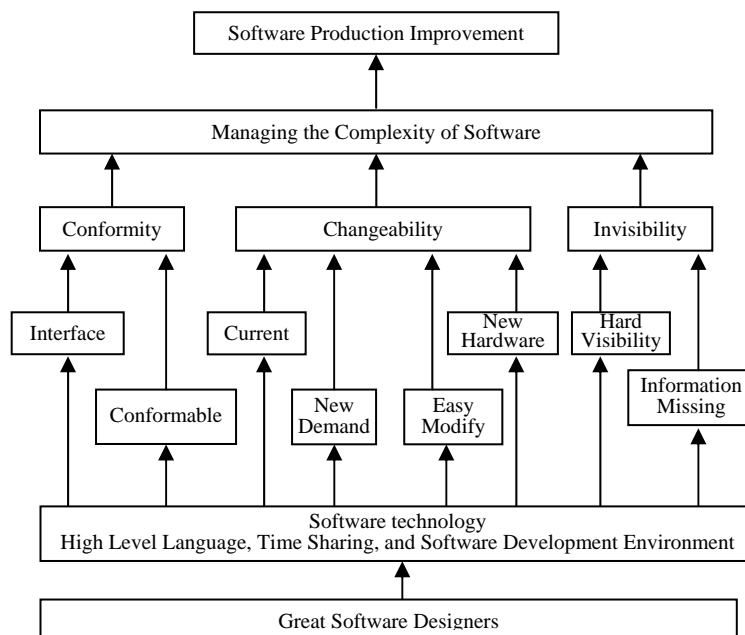 Software Production Improvement
Managing the Complexity of Software
Conformity
Changeability
Invisibility
Interface
Current
New
Hardware
Hard
Visibility
Conformable
New
Demand
Easy
Modify
Information
Missing
Software technology
High Level Language, Time Sharing, and Software Development Environment
Great Software Designers